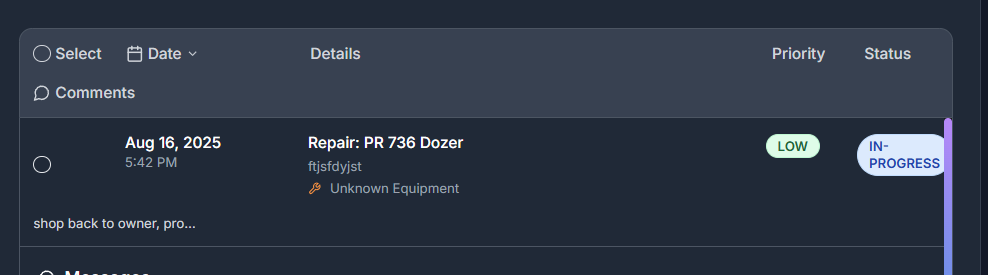 Select Date Details Priority Status
Comments
Aug 16, 2025 Repair: PR 736 Dozer LOW IN-
5:42 PM ftjsfdyjst PROGRESS
Unknown Equipment
shop back to owner, pro...
Messages